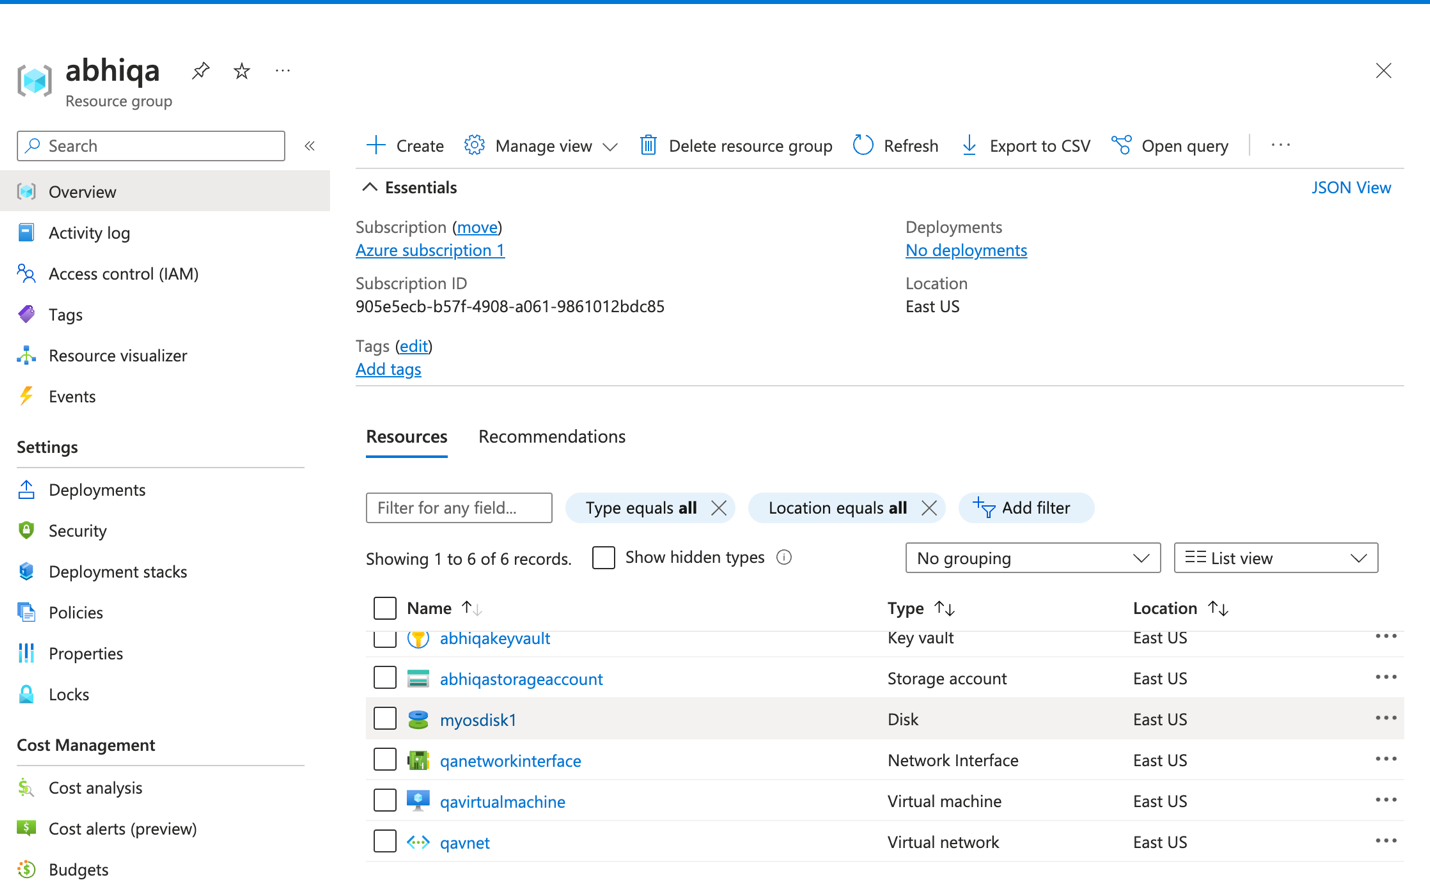 abhiqa
Resource group
Search
«
Overview
Activity log
Access control (IAM)
Tags
Resource visualizer
Events
Settings
Deployments
Security
Deployment stacks
Policies
Properties
Locks
Cost Management
Cost analysis
Cost alerts (preview)
Budgets
Create Manage view Delete resource group Refresh Export to CSV Open query
Essentials JSON View
Subscription (move)
Azure subscription 1
Subscription ID
905e5ecb-b57f-4908-a061-9861012bdc85
Deployments
No deployments
Location
East US
Tags (edit)
Add tags
Resources Recommendations
Filter for any field... Type equals all Location equals all Add filter
Showing 1 to 6 of 6 records. Show hidden types No grouping List view
Name Type Location
abhiqakeyvault Key vault East US
abhiqastorageaccount Storage account East US
myosdisk1 Disk East US
qanetworkinterface Network Interface East US
qavirtualmachine Virtual machine East US
qavnet Virtual network East US